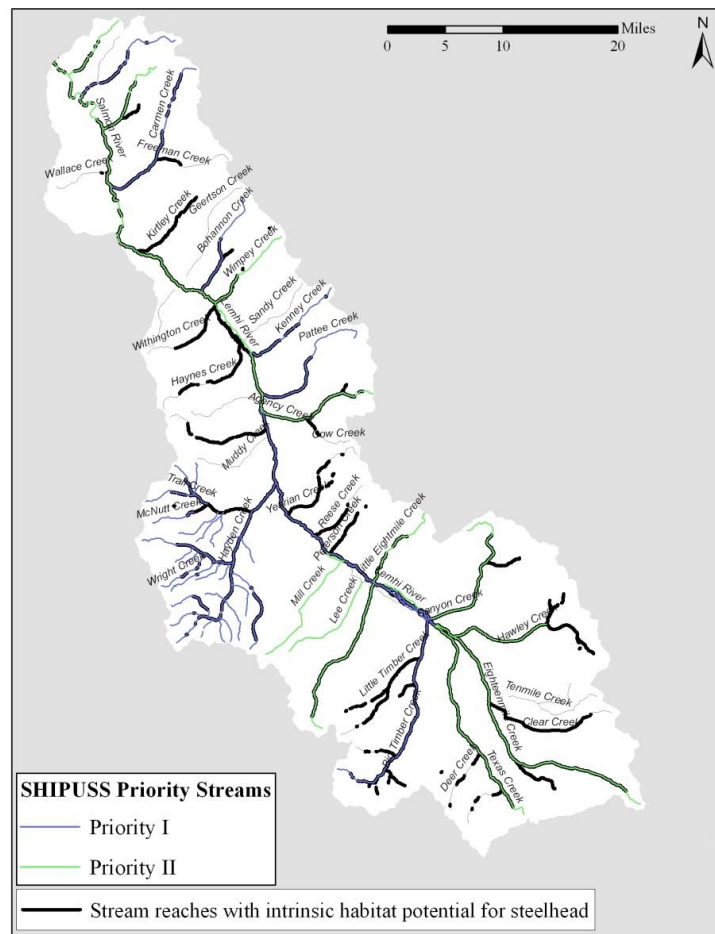 N
Miles
0 5 10 20
Salmon River
Carmen Creek
Freeman Creek
Wallace Creek
Kirtley Creek
Geertson Creek
Bohannon Creek
Wimpey Creek
Sandy Creek
Lemhi River
Kenney Creek
Withington Creek
Pattee Creek
Haynes Creek
Agency Creek
Cow Creek
Muddy Creek
Trail Creek
McNutt Creek
Yearian Creek
Reese Creek
Peterson Creek
Hayden Creek
Little Eightmile Creek
Wright Creek
Mill Creek
Lee Creek
Lemhi River
Canyon Creek
Hawley Creek
Little Timber Creek
Eighteenmile Creek
Tenmile Creek
Clear Creek
Big Timber Creek
Deer Creek
Texas Creek
SHIPUSS Priority Streams
Priority I
Priority II
Stream reaches with intrinsic habitat potential for steelhead